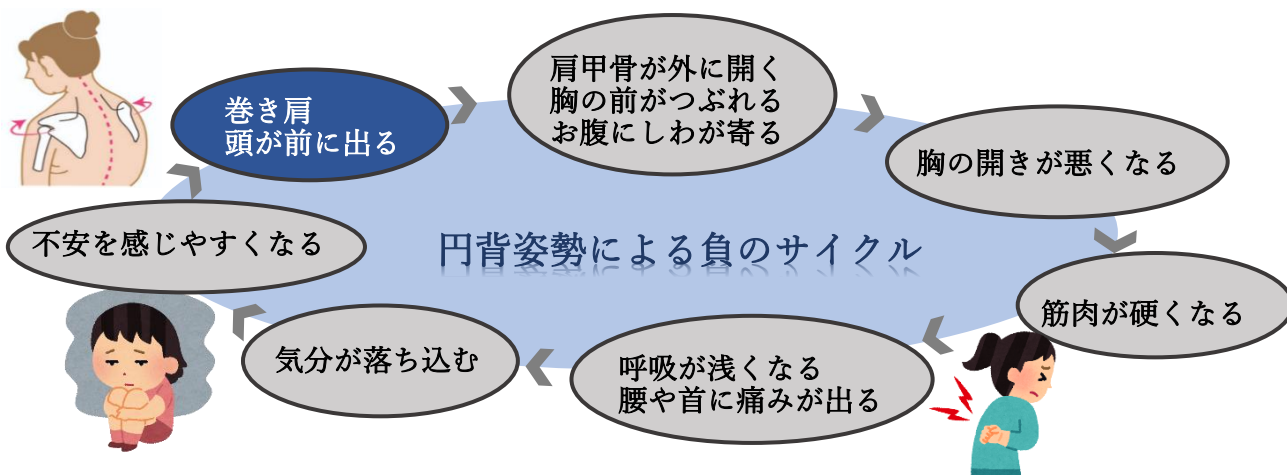 巻き肩
頭が前に出る
肩甲骨が外に開く
胸の前がつぶれる
お腹にしわが寄る
胸の開きが悪くなる
筋肉が硬くなる
呼吸が浅くなる
腰や首に痛みが出る
気分が落ち込む
不安を感じやすくなる
円背姿勢による負のサイクル